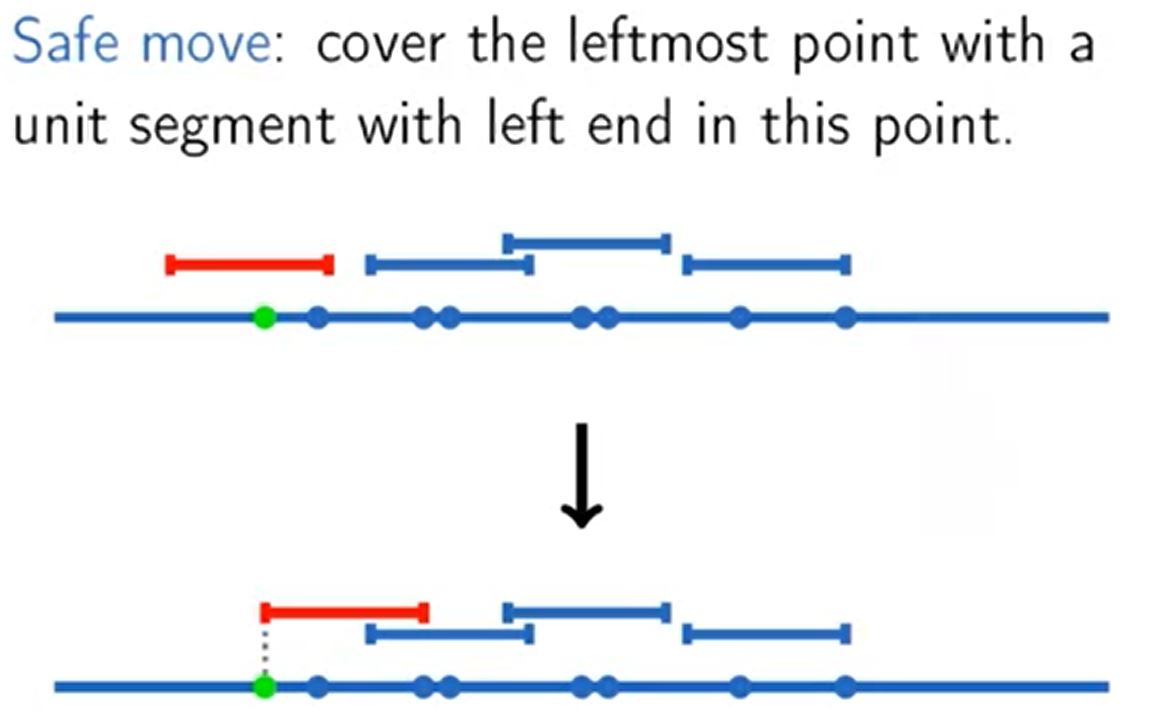 Safe move: cover the leftmost point with a
unit segment with left end in this point.